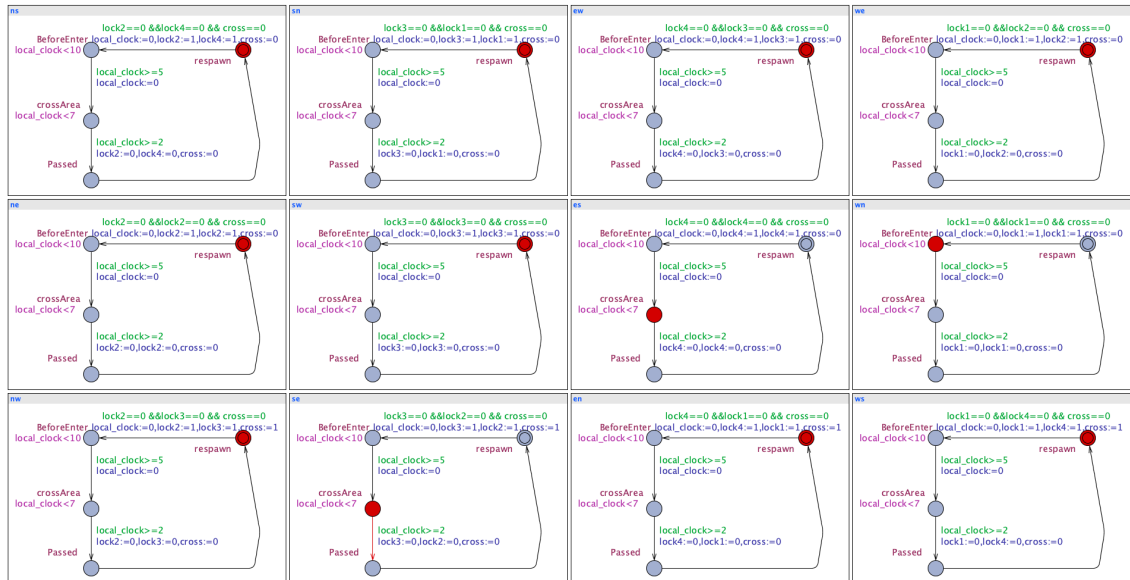 ns
lock2==0 &&lock4==0 && cross==0
BeforeEnter local_clock:=0,lock2:=1,lock4:=1,cross:=0
local_clock<10
respawn
local_clock>=5
local_clock:=0
crossArea
local_clock<7
local_clock>=2
lock2:=0,lock4:=0,cross:=0
Passed
sn
lock3==0 &&lock1==0 && cross==0
BeforeEnter local_clock:=0,lock3:=1,lock1:=1,cross:=0
local_clock<10
respawn
local_clock>=5
local_clock:=0
crossArea
local_clock<7
local_clock>=2
lock3:=0,lock1:=0,cross:=0
Passed
ew
lock4==0 &&lock3==0 && cross==0
BeforeEnter local_clock:=0,lock4:=1,lock3:=1,cross:=0
local_clock<10
respawn
local_clock>=5
local_clock:=0
crossArea
local_clock<7
local_clock>=2
lock4:=0,lock3:=0,cross:=0
Passed
we
lock1==0 &&lock2==0 && cross==0
BeforeEnter local_clock:=0,lock1:=1,lock2:=1,cross:=0
local_clock<10
respawn
local_clock>=5
local_clock:=0
crossArea
local_clock<7
local_clock>=2
lock1:=0,lock2:=0,cross:=0
Passed
ne
lock2==0 &&lock2==0 && cross==0
BeforeEnter local_clock:=0,lock2:=1,lock2:=1,cross:=0
local_clock<10
respawn
local_clock>=5
local_clock:=0
crossArea
local_clock<7
local_clock>=2
lock2:=0,lock2:=0,cross:=0
Passed
sw
lock3==0 &&lock3==0 && cross==0
BeforeEnter local_clock:=0,lock3:=1,lock3:=1,cross:=0
local_clock<10
respawn
local_clock>=5
local_clock:=0
crossArea
local_clock<7
local_clock>=2
lock3:=0,lock3:=0,cross:=0
Passed
es
lock4==0 &&lock4==0 && cross==0
BeforeEnter local_clock:=0,lock4:=1,lock4:=1,cross:=0
local_clock<10
respawn
local_clock>=5
local_clock:=0
crossArea
local_clock<7
local_clock>=2
lock4:=0,lock4:=0,cross:=0
Passed
wn
lock1==0 &&lock1==0 && cross==0
BeforeEnter local_clock:=0,lock1:=1,lock1:=1,cross:=0
local_clock<10
respawn
local_clock>=5
local_clock:=0
crossArea
local_clock<7
local_clock>=2
lock1:=0,lock1:=0,cross:=0
Passed
nw
lock2==0 &&lock3==0 && cross==0
BeforeEnter local_clock:=0,lock2:=1,lock3:=1,cross:=1
local_clock<10
respawn
local_clock>=5
local_clock:=0
crossArea
local_clock<7
local_clock>=2
lock2:=0,lock3:=0,cross:=0
Passed
se
lock3==0 &&lock2==0 && cross==0
BeforeEnter local_clock:=0,lock3:=1,lock2:=1,cross:=1
local_clock<10
respawn
local_clock>=5
local_clock:=0
crossArea
local_clock<7
local_clock>=2
lock3:=0,lock2:=0,cross:=0
Passed
en
lock4==0 &&lock1==0 && cross==0
BeforeEnter local_clock:=0,lock4:=1,lock1:=1,cross:=1
local_clock<10
respawn
local_clock>=5
local_clock:=0
crossArea
local_clock<7
local_clock>=2
lock4:=0,lock1:=0,cross:=0
Passed
ws
lock1==0 &&lock4==0 && cross==0
BeforeEnter local_clock:=0,lock1:=1,lock4:=1,cross:=1
local_clock<10
respawn
local_clock>=5
local_clock:=0
crossArea
local_clock<7
local_clock>=2
lock1:=0,lock4:=0,cross:=0
Passed